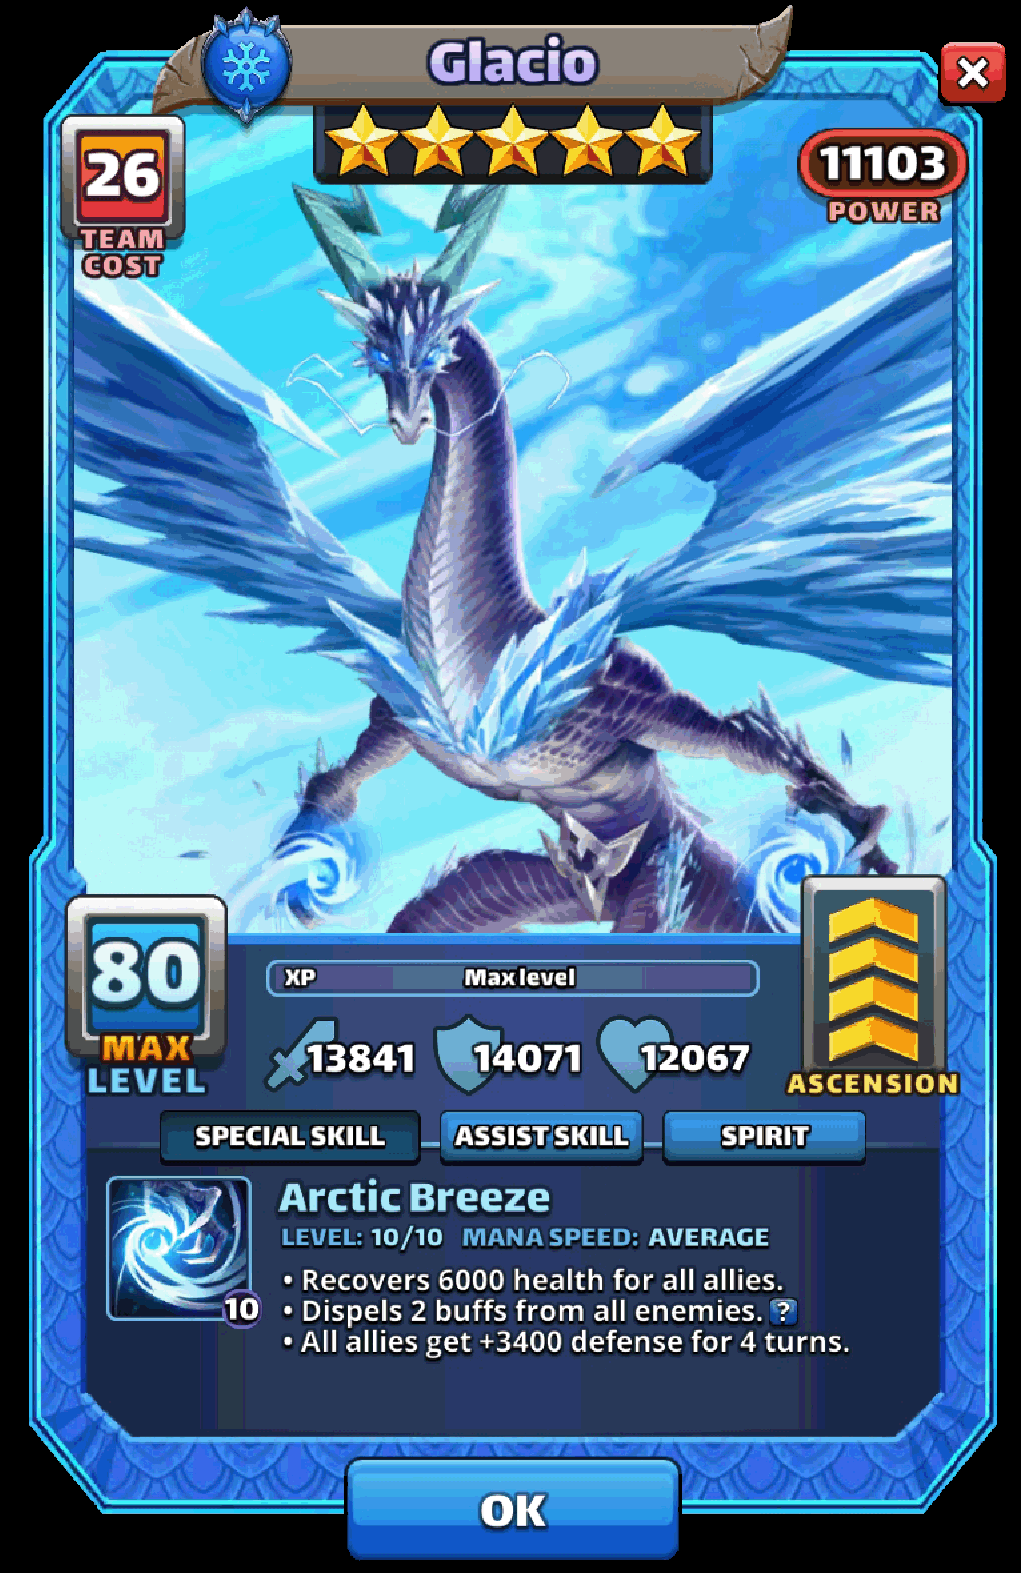 Glacio
26
TEAM
COST
11103
POWER
80
MAX
LEVEL
XP
Max level
13841
14071
12067
ASCENSION
SPECIAL SKILL
ASSIST SKILL
SPIRIT
Arctic Breeze
LEVEL: 10/10 MANA SPEED: AVERAGE
10
• Recovers 6000 health for all allies.
• Dispels 2 buffs from all enemies. ?
• All allies get +3400 defense for 4 turns.
OK